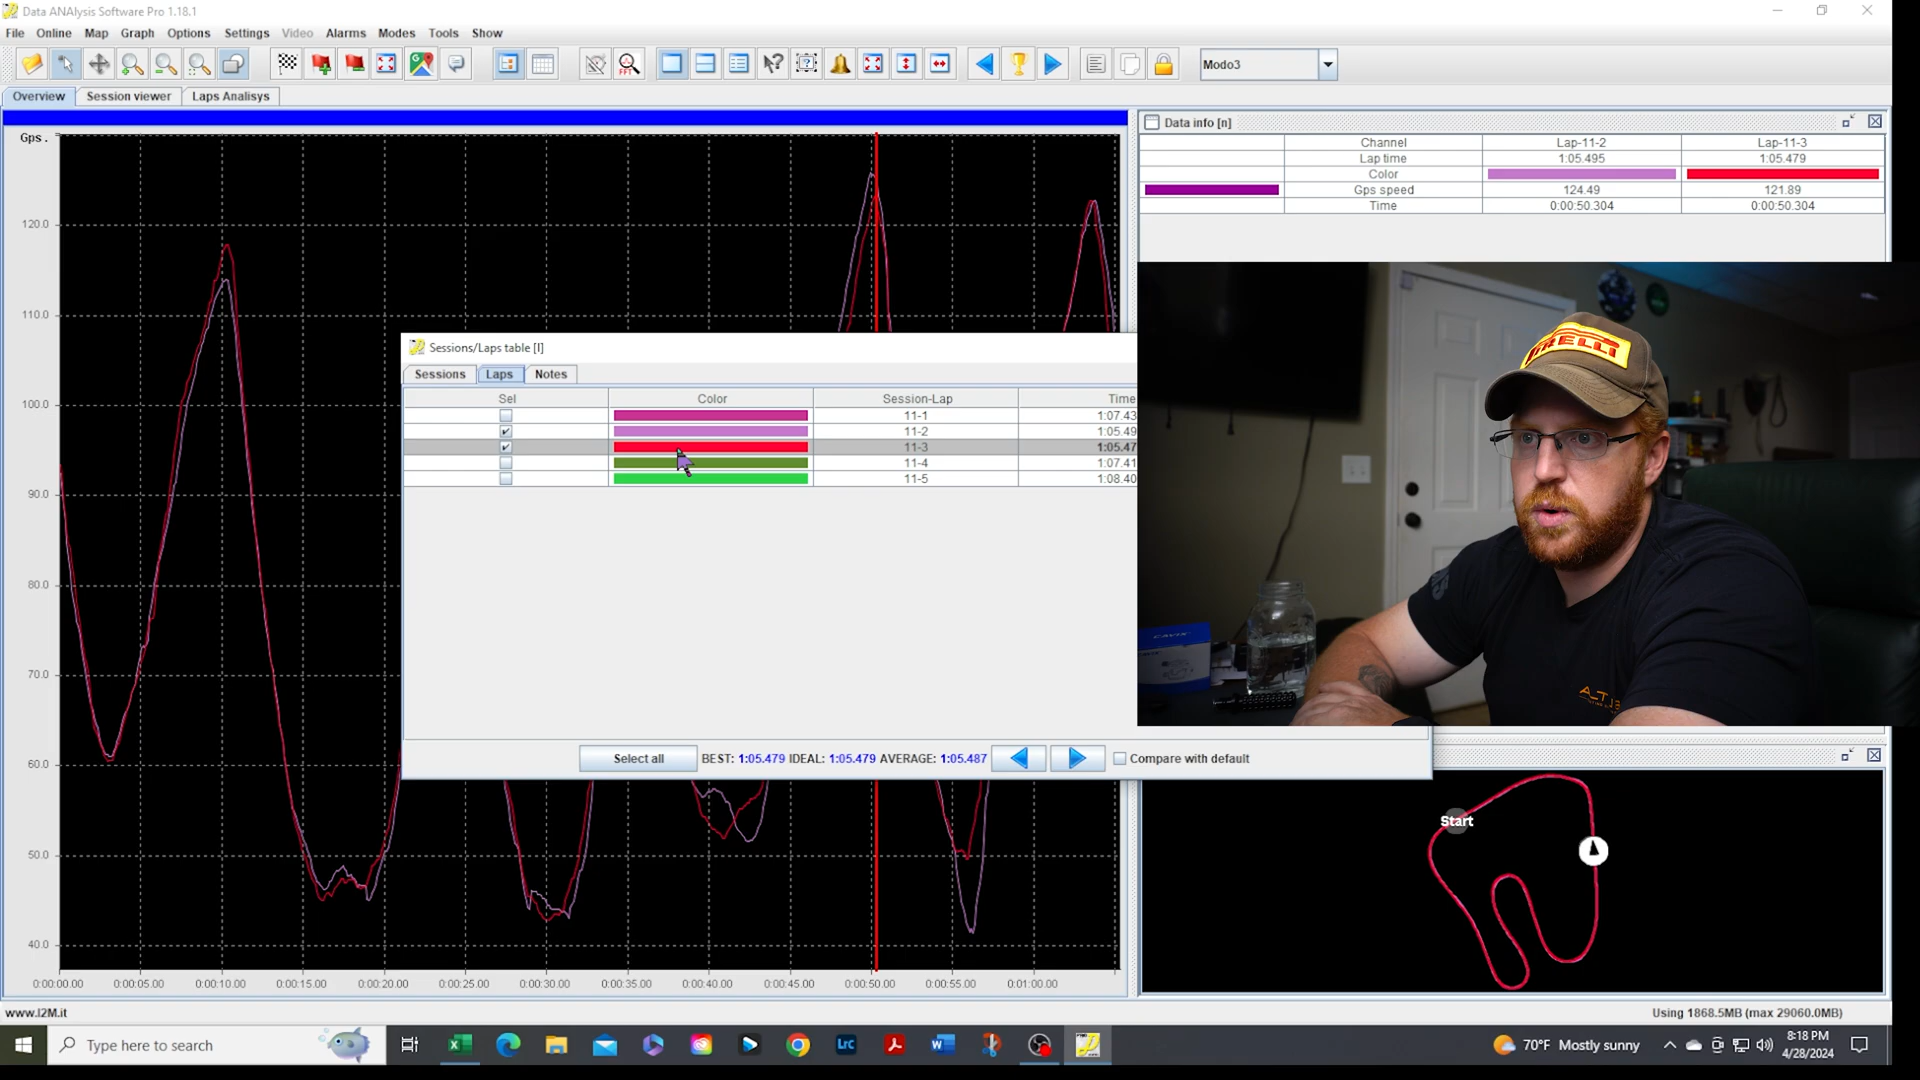 Data ANAlysis Software Pro 1.18.1
File Online Map Graph Options Settings Video Alarms Modes Tools Show
FFT Modo3
Overview Session viewer Laps Analisys
Gps.
120.0
110.0
100.0
90.0
80.0
70.0
60.0
50.0
40.0
0:00:00.00 0:00:05.00 0:00:10.00 0:00:15.00 0:00:20.00 0:00:25.00 0:00:30.00 0:00:35.00 0:00:40.00 0:00:45.00 0:00:50.00 0:00:55.00 0:01:00.00
Data info [n]
Channel Lap-11-2 Lap-11-3
Lap time 1:05.495 1:05.479
Color
Gps speed 124.49 121.89
Time 0:00:50.304 0:00:50.304
Sessions/Laps table [l]
Sessions Laps Notes
Sel Color Session-Lap Time
11-1 1:07.43
11-2 1:05.49
11-3 1:05.47
11-4 1:07.41
11-5 1:08.40
Select all BEST: 1:05.479 IDEAL: 1:05.479 AVERAGE: 1:05.487 Compare with default
PIRELLI
Start
www.I2M.it
Using 1868.5MB (max 29060.0MB)
Type here to search
Lrc
70°F Mostly sunny
8:18 PM
4/28/2024